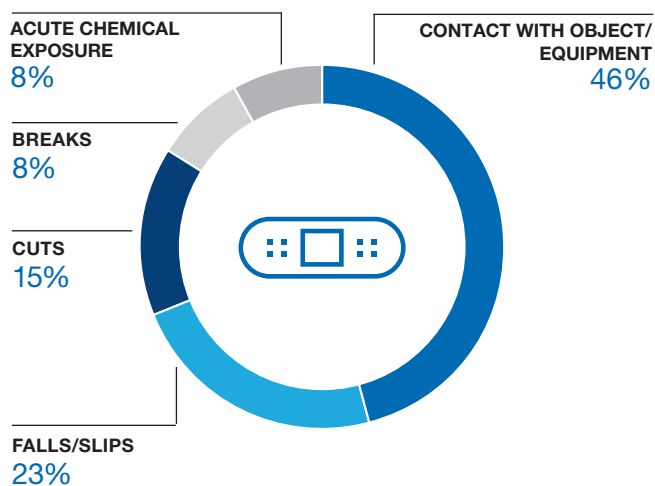 ACUTE CHEMICAL
EXPOSURE
8%
CONTACT WITH OBJECT/
EQUIPMENT
46%
BREAKS
8%
CUTS
15%
FALLS/SLIPS
23%